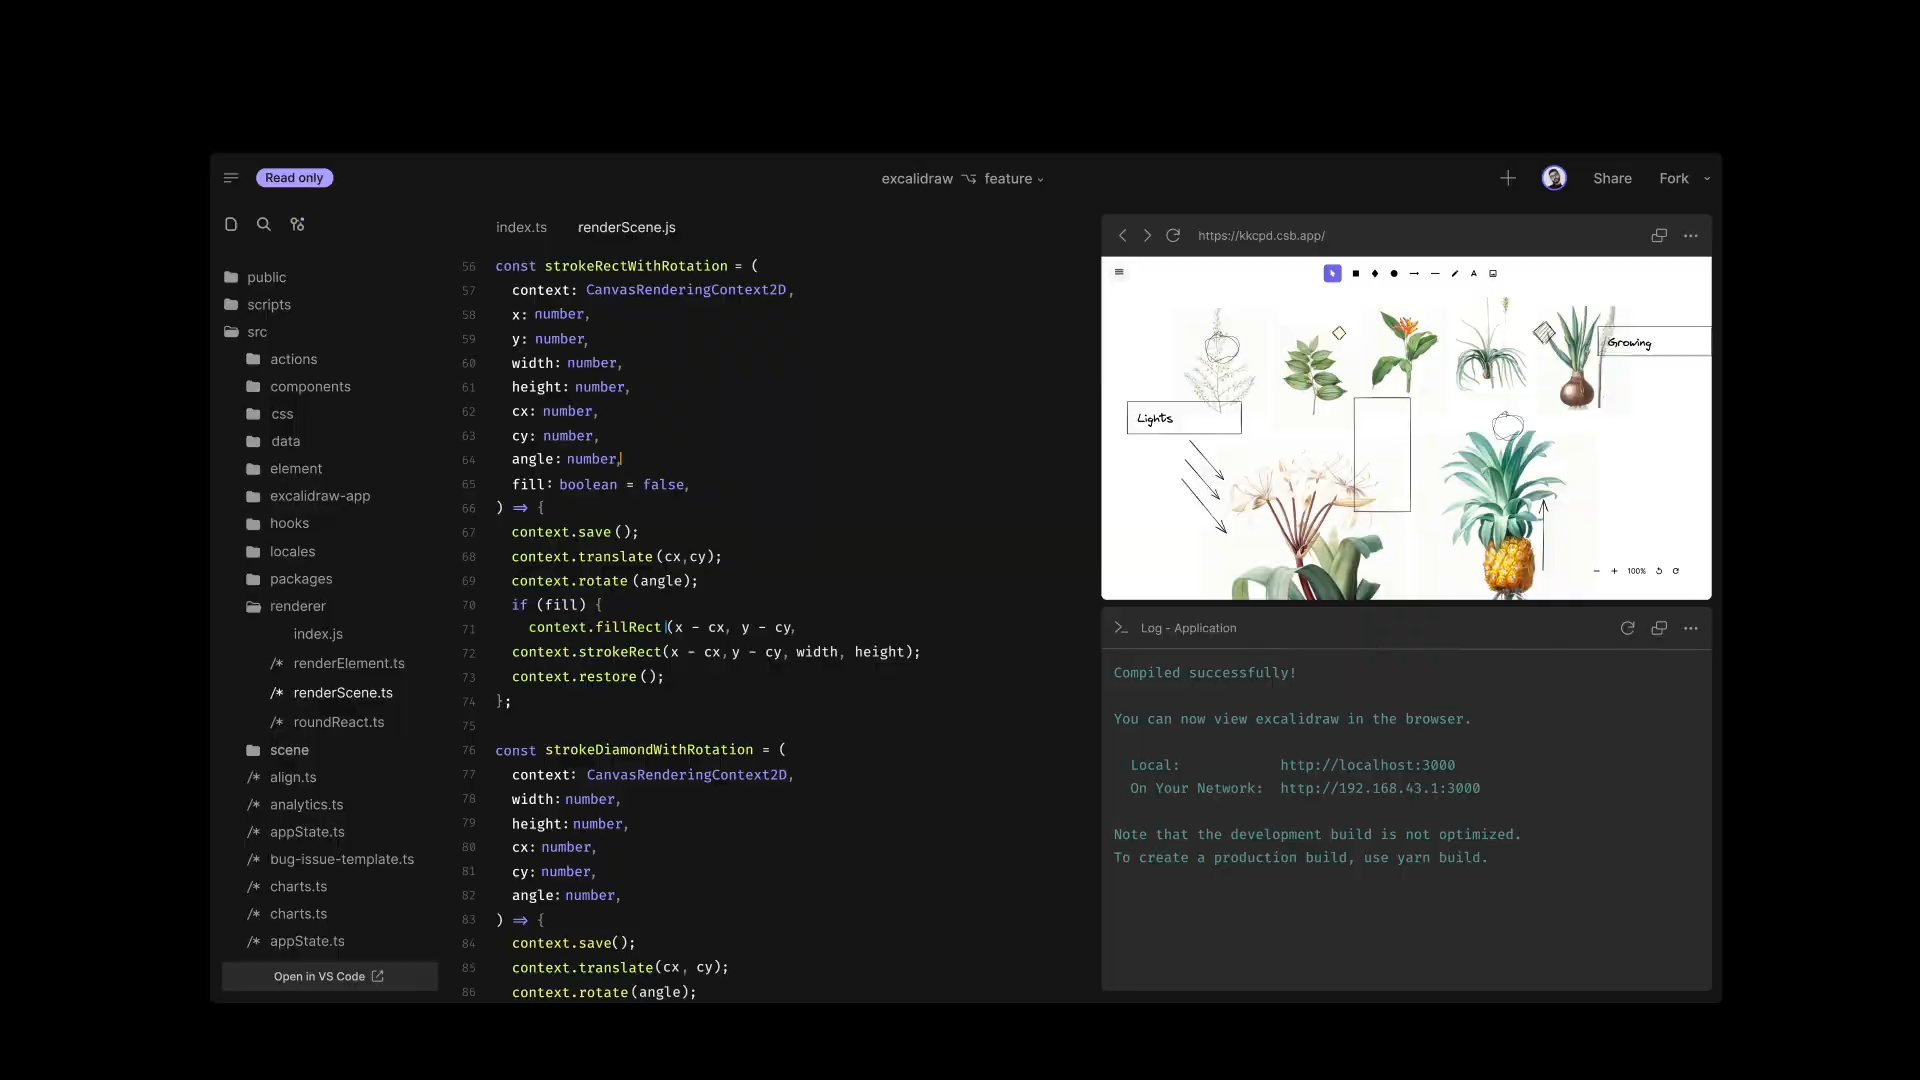 Read only
excalidraw feature
Share Fork
index.ts renderScene.js
public
scripts
src
actions
components
css
data
element
excalidraw-app
hooks
locales
packages
renderer
index.js
/* renderElement.ts
/* renderScene.ts
/* roundReact.ts
scene
/* align.ts
/* analytics.ts
/* appState.ts
/* bug-issue-template.ts
/* charts.ts
/* charts.ts
/* appState.ts
Open in VS Code
56 const strokeRectWithRotation = (
57 context: CanvasRenderingContext2D,
58 x: number,
59 y: number,
60 width: number,
61 height: number,
62 cx: number,
63 cy: number,
64 angle: number,
65 fill: boolean = false,
66 ) => {
67 context.save();
68 context.translate(cx,cy);
69 context.rotate(angle);
70 if (fill) {
71 context.fillRect(x - cx, y - cy,
72 context.strokeRect(x - cx,y - cy, width, height);
73 context.restore();
74 };
75
76 const strokeDiamondWithRotation = (
77 context: CanvasRenderingContext2D,
78 width: number,
79 height: number,
80 cx: number,
81 cy: number,
82 angle: number,
83 ) => {
84 context.save();
85 context.translate(cx, cy);
86 context.rotate(angle);
https://kkcpd.csb.app/
A
Growing
Lights
100%
Log - Application
Compiled successfully!
You can now view excalidraw in the browser.
Local: http://localhost:3000
On Your Network: http://192.168.43.1:3000
Note that the development build is not optimized.
To create a production build, use yarn build.